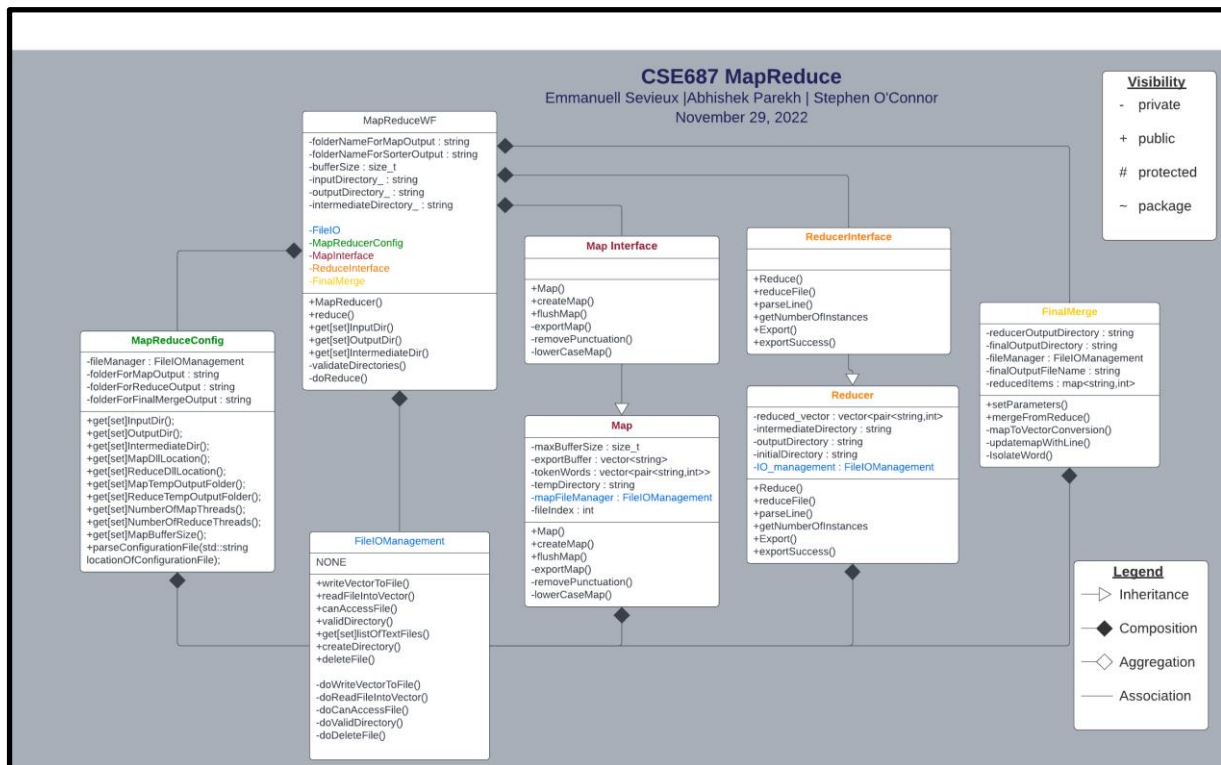 CSE687 MapReduce
Emmanuell Sevieux |Abhishek Parekh | Stephen O'Connor
November 29, 2022
Visibility
- private
+ public
# protected
~ package
MapReduceWF
-folderNameForMapOutput : string
-folderNameForSorterOutput : string
-bufferSize : size_t
-inputDirectory_ : string
-outputDirectory_ : string
-intermediateDirectory_ : string
-FileIO
-MapReducerConfig
-MapInterface
-ReduceInterface
-FinalMerge
+MapReducer()
+reduce()
+get[set]InputDir()
+get[set]OutputDir()
+get[set]IntermediateDir()
-validateDirectories()
-doReduce()
Map Interface
+Map()
+createMap()
+flushMap()
-exportMap()
-removePunctuation()
-lowerCaseMap()
ReducerInterface
+Reduce()
+reduceFile()
+parseLine()
+getNumberOfInstances
+Export()
+exportSuccess()
FinalMerge
-reducerOutputDirectory : string
-finalOutputDirectory : string
-fileManager : FileIOManagement
-finalOutputFileName : string
-reducedItems : map<string,int>
+setParameters()
+mergeFromReduce()
-mapToVectorConversion()
-updatemapWithLine()
-IsolateWord()
MapReduceConfig
-fileManager : FileIOManagement
-folderForMapOutput : string
-folderForReduceOutput : string
-folderForFinalMergeOutput : string
+get[set]InputDir();
+get[set]OutputDir();
+get[set]IntermediateDir();
+get[set]MapDllLocation();
+get[set]ReduceDllLocation();
+get[set]MapTempOutputFolder();
+get[set]ReduceTempOutputFolder();
+get[set]NumberOfMapThreads();
+get[set]NumberOfReduceThreads();
+get[set]MapBufferSize();
+parseConfigurationFile(std::string
locationOfConfigurationFile);
Map
-maxBufferSize : size_t
-exportBuffer : vector<string>
-tokenWords : vector<pair<string,int>>
-tempDirectory : string
-mapFileManager : FileIOManagement
-fileIndex : int
+Map()
+createMap()
+flushMap()
-exportMap()
-removePunctuation()
-lowerCaseMap()
Reducer
-reduced_vector : vector<pair<string,int>
-intermediateDirectory : string
-outputDirectory : string
-initialDirectory : string
-IO_management : FileIOManagement
+Reduce()
+reduceFile()
+parseLine()
+getNumberOfInstances
+Export()
+exportSuccess()
FileIOManagement
NONE
+writeVectorToFile()
+readFileIntoVector()
+canAccessFile()
+validDirectory()
+get[set]listOfTextFiles()
+createDirectory()
+deleteFile()
-doWriteVectorToFile()
-doReadFileIntoVector()
-doCanAccessFile()
-doValidDirectory()
-doDeleteFile()
Legend
Inheritance
Composition
Aggregation
Association